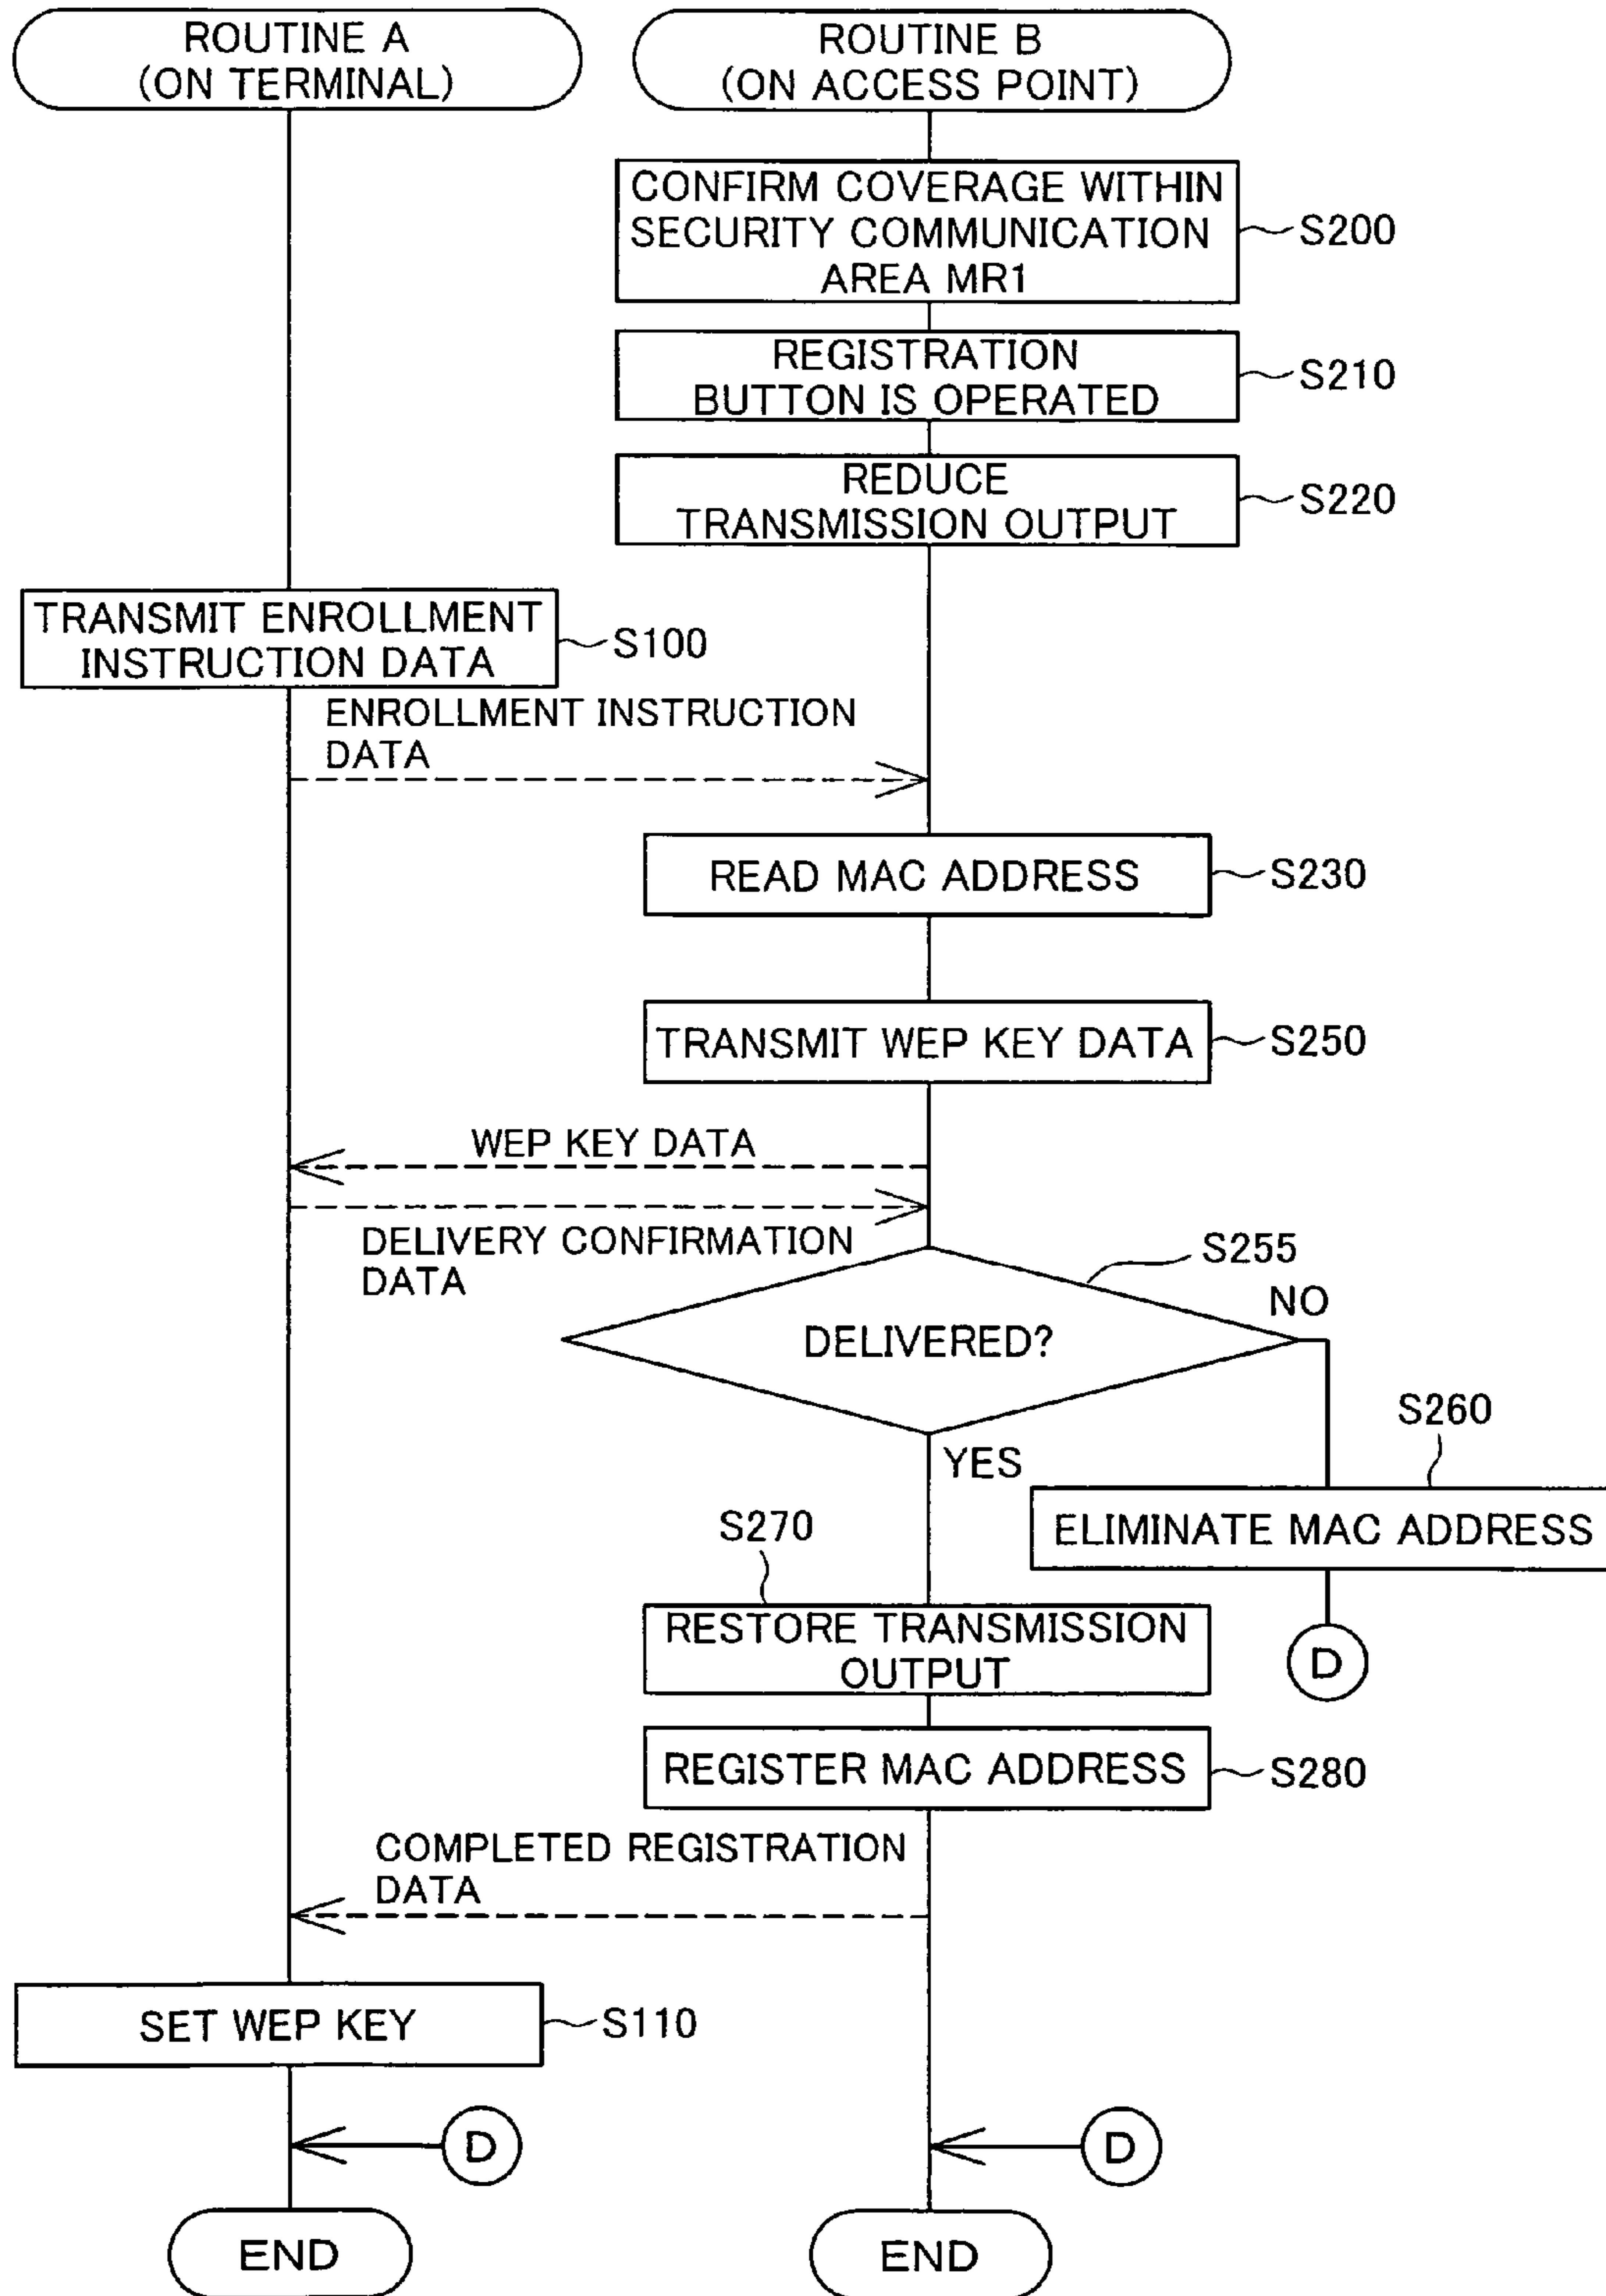 ROUTINE A
(ON TERMINAL)
ROUTINE B
(ON ACCESS POINT)
CONFIRM COVERAGE WITHIN
SECURITY COMMUNICATION
AREA MR1
S200
REGISTRATION
BUTTON IS OPERATED
S210
REDUCE
TRANSMISSION OUTPUT
S220
TRANSMIT ENROLLMENT
INSTRUCTION DATA
S100
ENROLLMENT INSTRUCTION
DATA
READ MAC ADDRESS
S230
TRANSMIT WEP KEY DATA
S250
WEP KEY DATA
DELIVERY CONFIRMATION
DATA
S255
DELIVERED?
NO
YES
S260
ELIMINATE MAC ADDRESS
D
S270
RESTORE TRANSMISSION
OUTPUT
REGISTER MAC ADDRESS
S280
COMPLETED REGISTRATION
DATA
SET WEP KEY
S110
D
D
END
END